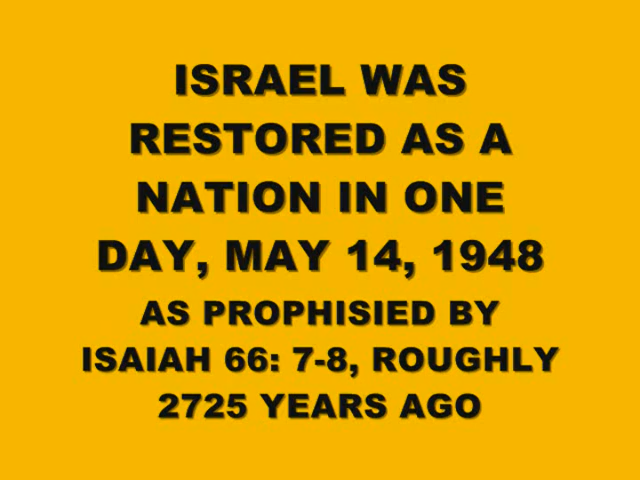 ISRAEL WAS
RESTORED AS A
NATION IN ONE
DAY, MAY 14, 1948
AS PROPHISIED BY
ISAIAH 66: 7-8, ROUGHLY
2725 YEARS AGO